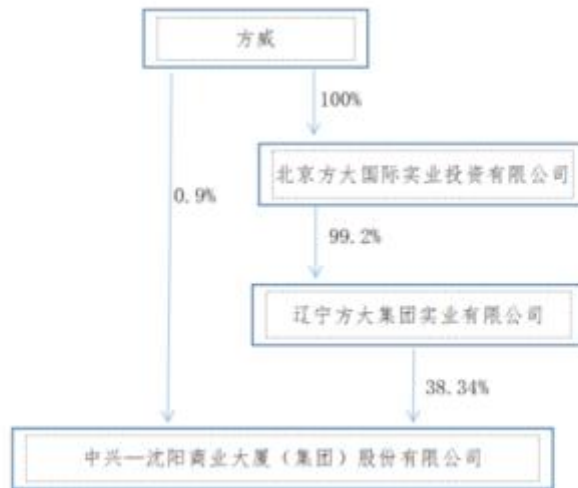 方威
100%
北京方大国际实业投资有限公司
0.9%
99.2%
辽宁方大集团实业有限公司
38.34%
中兴—沈阳商业大厦（集团）股份有限公司